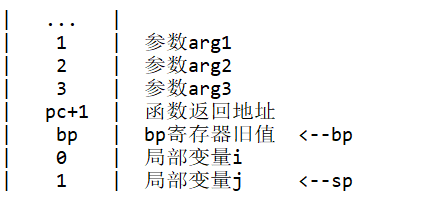 |   ...   |
|    1    |  参数arg1
|    2    |  参数arg2
|    3    |  参数arg3
|   pc+1  |  函数返回地址
|    bp   |  bp寄存器旧值  <--bp
|    0    |  局部变量i
|    1    |  局部变量j     <--sp